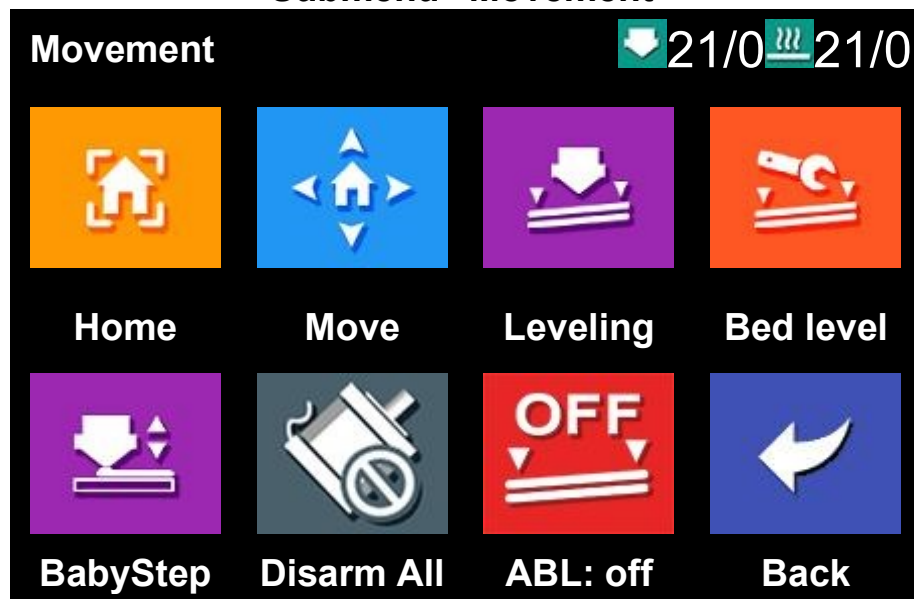 Movement 21/0 21/0
Home Move Leveling Bed level
OFF
BabyStep Disarm All ABL: off Back